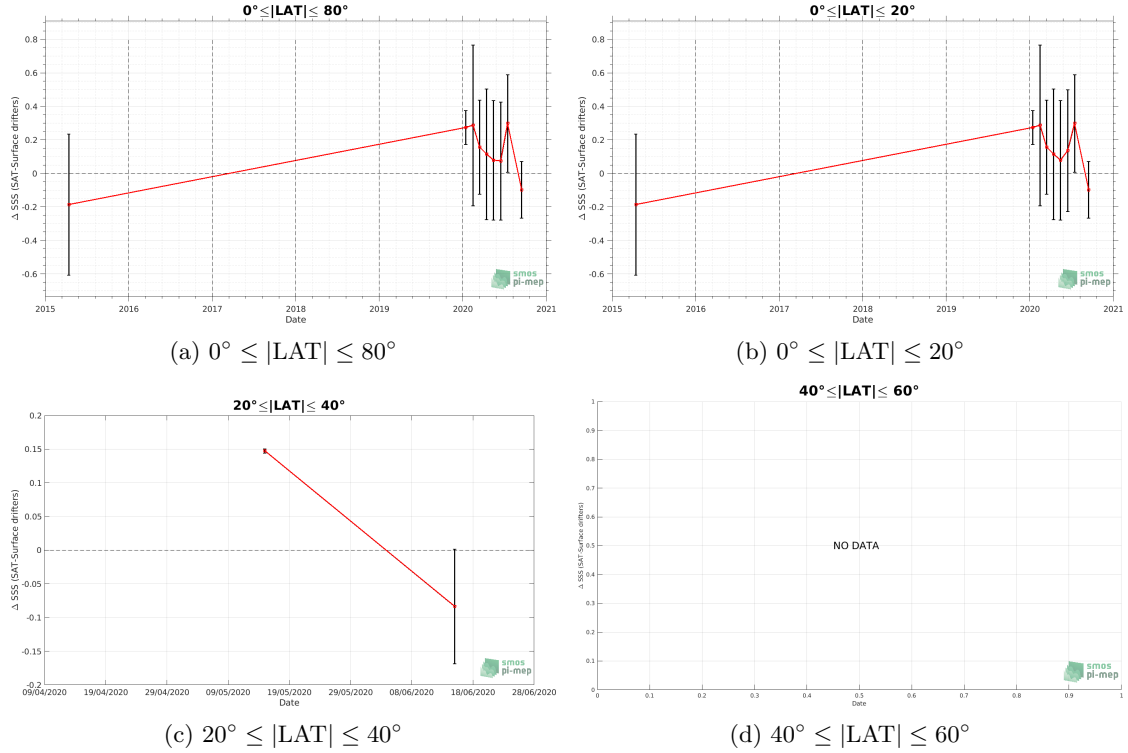 0°≤|LAT|≤ 80°
0.8
0.6
0.4
0.2
0
-0.2
-0.4
-0.6
Δ SSS (SAT-Surface drifters)
2015 2016 2017 2018 2019 2020 2021
Date
smos
pi-mep
(a) 0° ≤ |LAT| ≤ 80°
0°≤|LAT|≤ 20°
0.8
0.6
0.4
0.2
0
-0.2
-0.4
-0.6
Δ SSS (SAT-Surface drifters)
2015 2016 2017 2018 2019 2020 2021
Date
smos
pi-mep
(b) 0° ≤ |LAT| ≤ 20°
20°≤|LAT|≤ 40°
0.2
0.15
0.1
0.05
0
-0.05
-0.1
-0.15
-0.2
Δ SSS (SAT-Surface drifters)
09/04/2020 19/04/2020 29/04/2020 09/05/2020 19/05/2020 29/05/2020 08/06/2020 18/06/2020 28/06/2020
Date
smos
pi-mep
(c) 20° ≤ |LAT| ≤ 40°
40°≤|LAT|≤ 60°
1
0.9
0.8
0.7
0.6
0.5
0.4
0.3
0.2
0.1
0
Δ SSS (SAT-Surface drifters)
NO DATA
0 0.1 0.2 0.3 0.4 0.5 0.6 0.7 0.8 0.9 1
Date
smos
pi-mep
(d) 40° ≤ |LAT| ≤ 60°